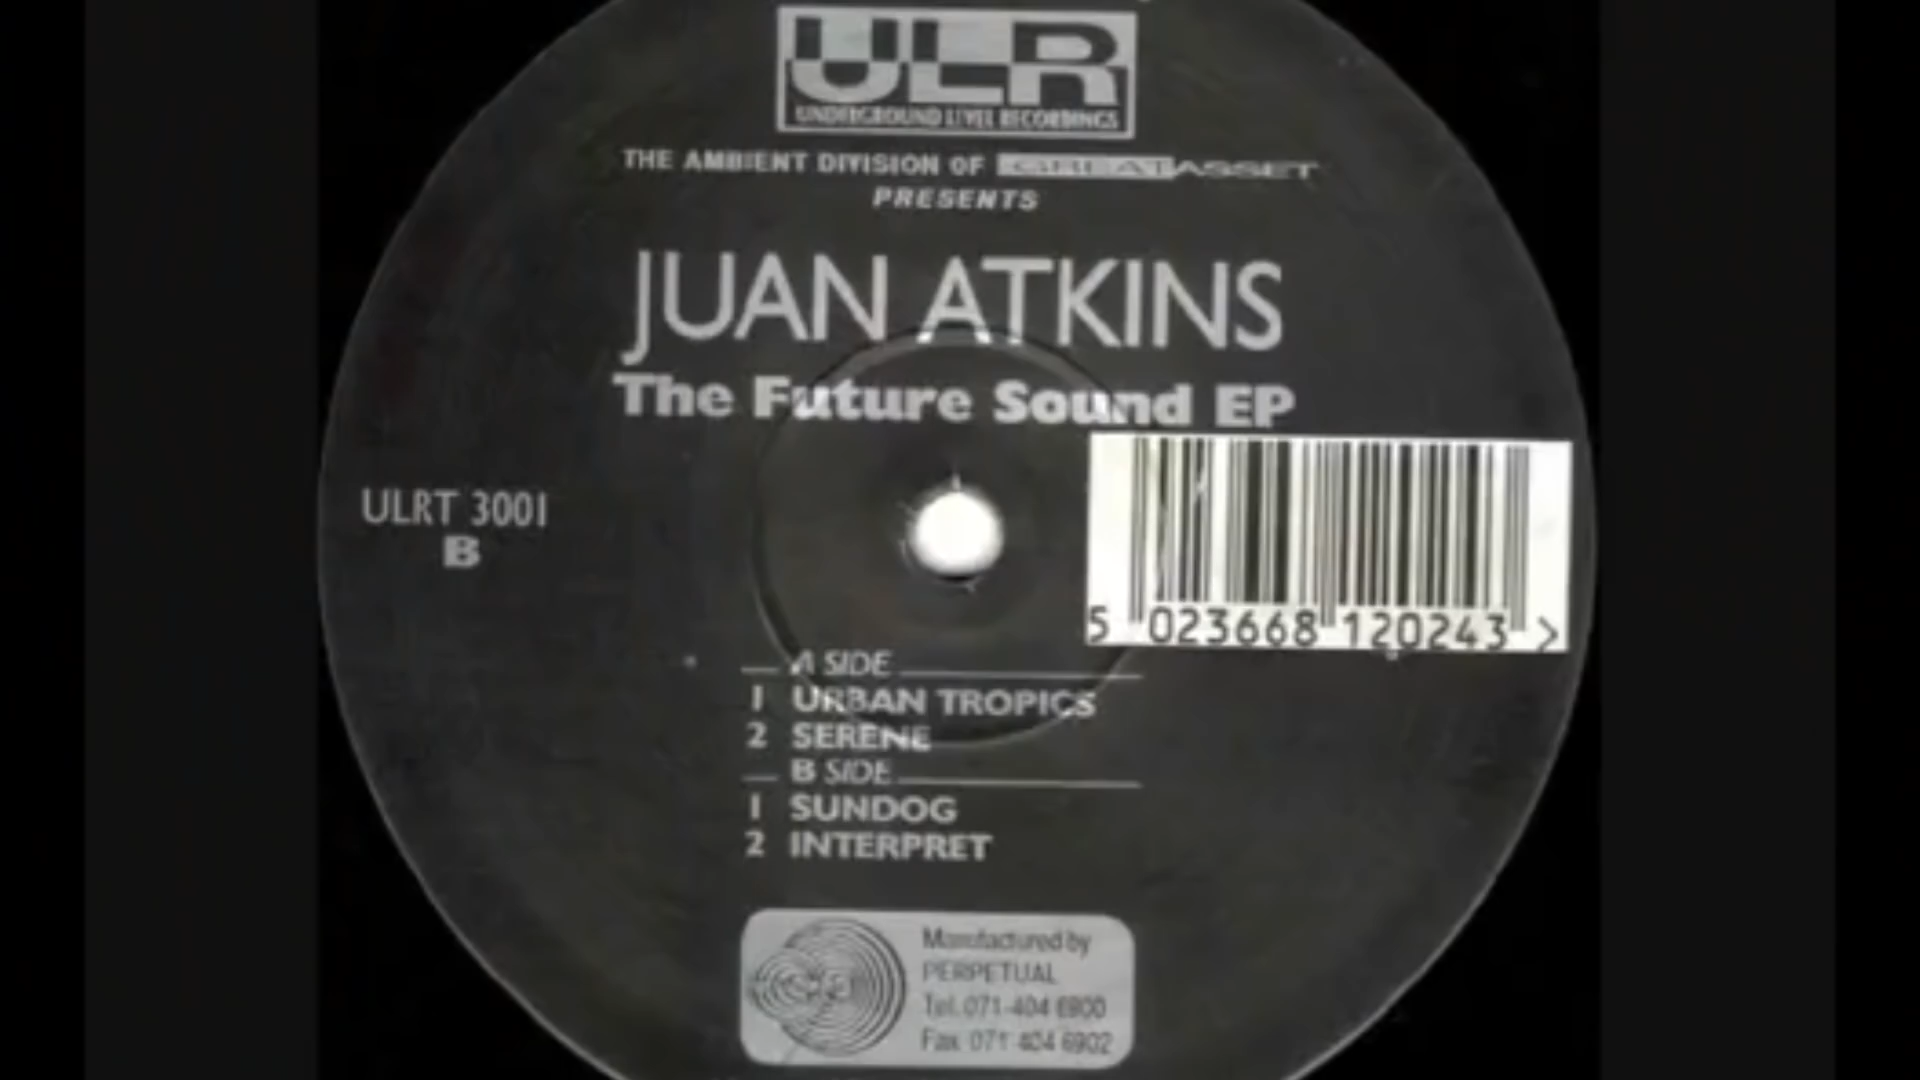 ULR
UNDERGROUND LEVEL RECORDINGS
THE AMBIENT DIVISION OF GREATASSET
PRESENTS
JUAN ATKINS
The Future Sound EP
ULRT 3001
B
5 023668 120243 >
A SIDE
1 URBAN TROPICS
2 SERENE
B SIDE
1 SUNDOG
2 INTERPRET
Manufactured by
PERPETUAL
Tel. 071-404 6900
Fax 071 404 6902